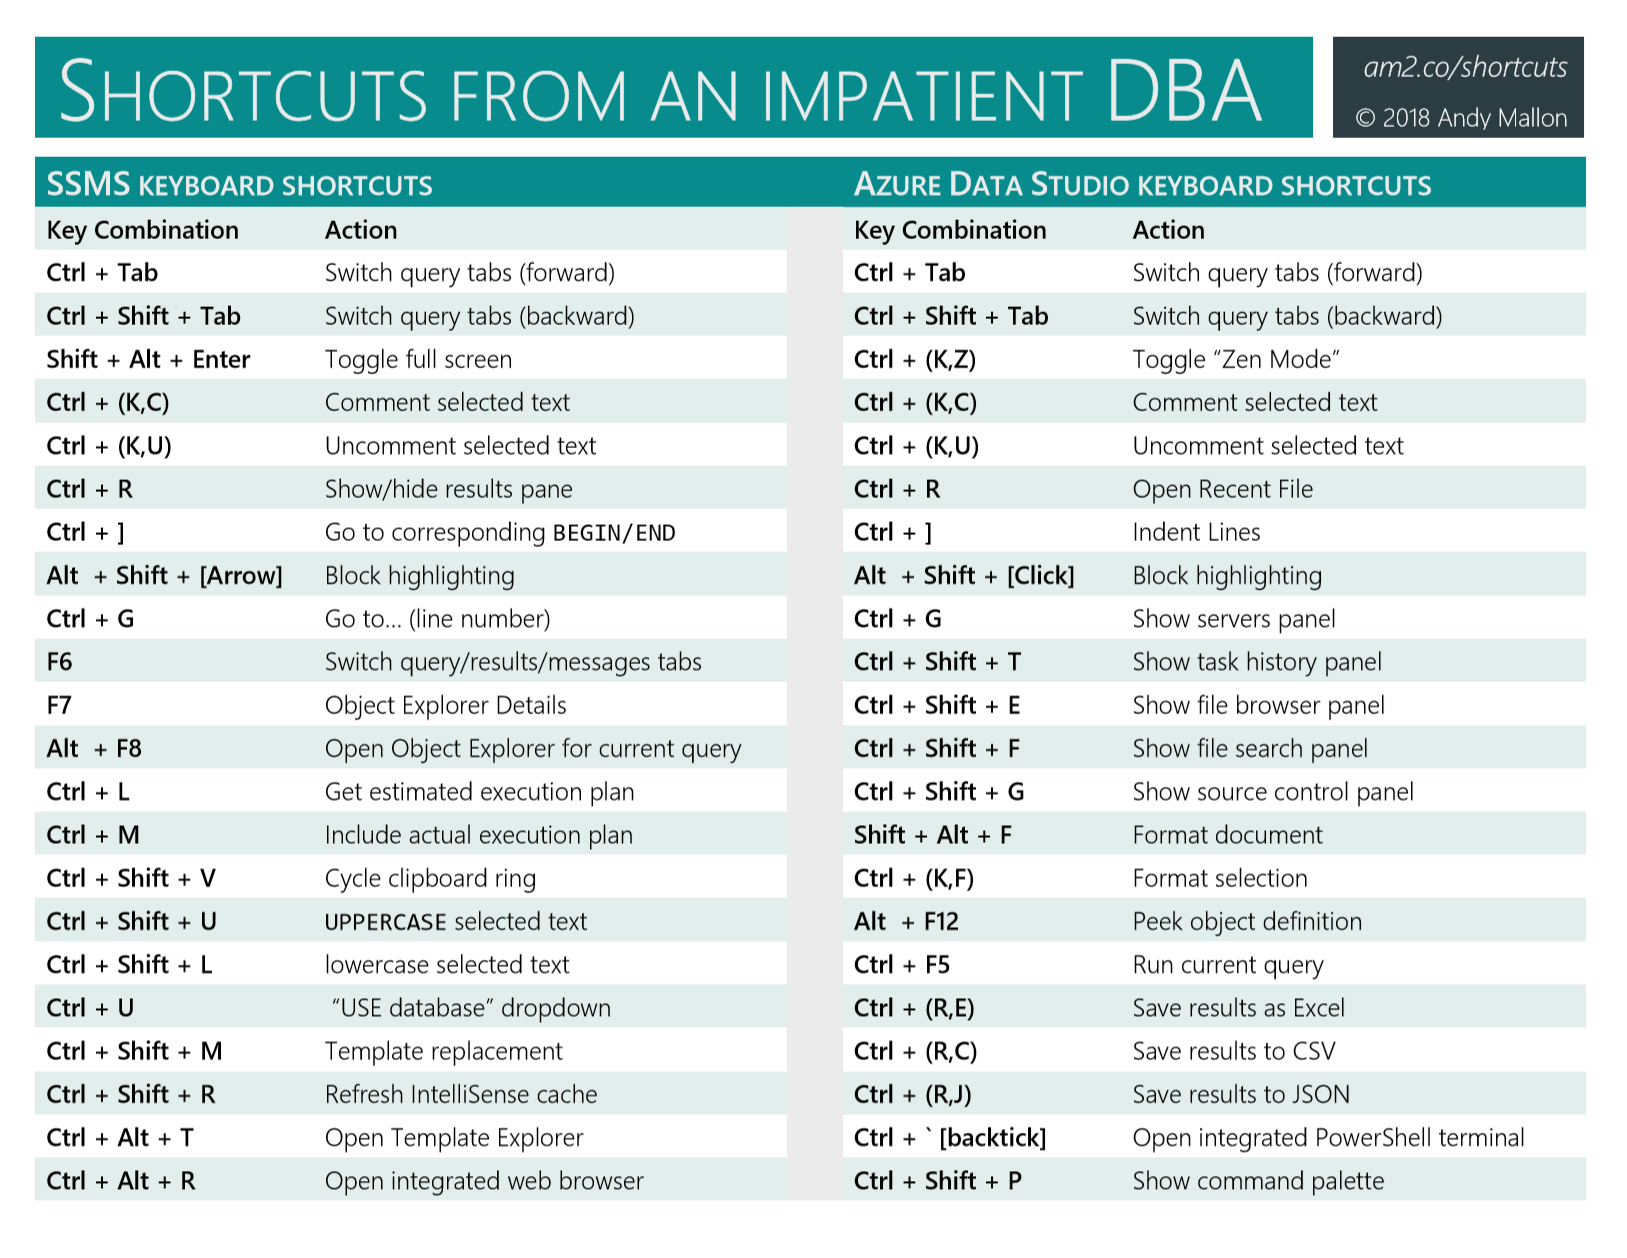 SHORTCUTS FROM AN IMPATIENT DBA
am2.co/shortcuts
© 2018 Andy Mallon
SSMS KEYBOARD SHORTCUTS
Key Combination Action
Ctrl + Tab Switch query tabs (forward)
Ctrl + Shift + Tab Switch query tabs (backward)
Shift + Alt + Enter Toggle full screen
Ctrl + (K,C) Comment selected text
Ctrl + (K,U) Uncomment selected text
Ctrl + R Show/hide results pane
Ctrl + ] Go to corresponding BEGIN/END
Alt + Shift + [Arrow] Block highlighting
Ctrl + G Go to... (line number)
F6 Switch query/results/messages tabs
F7 Object Explorer Details
Alt + F8 Open Object Explorer for current query
Ctrl + L Get estimated execution plan
Ctrl + M Include actual execution plan
Ctrl + Shift + V Cycle clipboard ring
Ctrl + Shift + U UPPERCASE selected text
Ctrl + Shift + L lowercase selected text
Ctrl + U “USE database” dropdown
Ctrl + Shift + M Template replacement
Ctrl + Shift + R Refresh IntelliSense cache
Ctrl + Alt + T Open Template Explorer
Ctrl + Alt + R Open integrated web browser
AZURE DATA STUDIO KEYBOARD SHORTCUTS
Key Combination Action
Ctrl + Tab Switch query tabs (forward)
Ctrl + Shift + Tab Switch query tabs (backward)
Ctrl + (K,Z) Toggle “Zen Mode”
Ctrl + (K,C) Comment selected text
Ctrl + (K,U) Uncomment selected text
Ctrl + R Open Recent File
Ctrl + ] Indent Lines
Alt + Shift + [Click] Block highlighting
Ctrl + G Show servers panel
Ctrl + Shift + T Show task history panel
Ctrl + Shift + E Show file browser panel
Ctrl + Shift + F Show file search panel
Ctrl + Shift + G Show source control panel
Shift + Alt + F Format document
Ctrl + (K,F) Format selection
Alt + F12 Peek object definition
Ctrl + F5 Run current query
Ctrl + (R,E) Save results as Excel
Ctrl + (R,C) Save results to CSV
Ctrl + (R,J) Save results to JSON
Ctrl + ` [backtick] Open integrated PowerShell terminal
Ctrl + Shift + P Show command palette